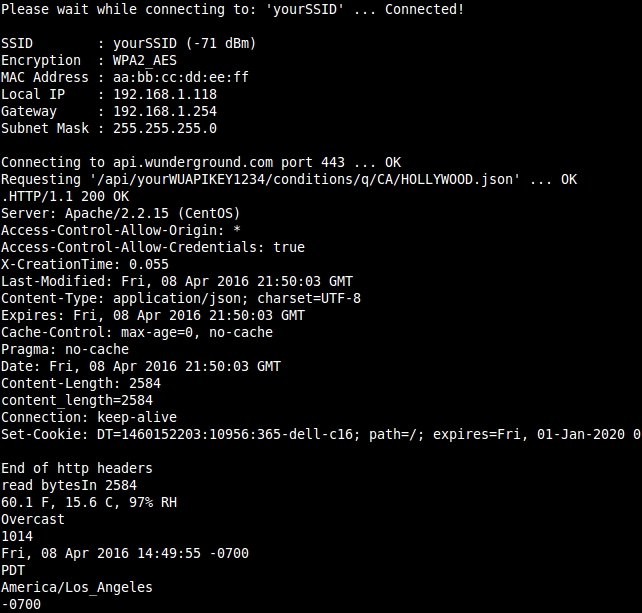 Please wait while connecting to: 'yourSSID' ... Connected!
SSID        : yourSSID (-71 dBm)
Encryption  : WPA2_AES
MAC Address : aa:bb:cc:dd:ee:ff
Local IP    : 192.168.1.118
Gateway     : 192.168.1.254
Subnet Mask : 255.255.255.0
Connecting to api.wunderground.com port 443 ... OK
Requesting '/api/yourWUAPIKEY1234/conditions/q/CA/HOLLYWOOD.json' ... OK
.HTTP/1.1 200 OK
Server: Apache/2.2.15 (CentOS)
Access-Control-Allow-Origin: *
Access-Control-Allow-Credentials: true
X-CreationTime: 0.055
Last-Modified: Fri, 08 Apr 2016 21:50:03 GMT
Content-Type: application/json; charset=UTF-8
Expires: Fri, 08 Apr 2016 21:50:03 GMT
Cache-Control: max-age=0, no-cache
Pragma: no-cache
Date: Fri, 08 Apr 2016 21:50:03 GMT
Content-Length: 2584
content_length=2584
Connection: keep-alive
Set-Cookie: DT=1460152203:10956:365-dell-c16; path=/; expires=Fri, 01-Jan-2020 0
End of http headers
read bytesIn 2584
60.1 F, 15.6 C, 97% RH
Overcast
1014
Fri, 08 Apr 2016 14:49:55 -0700
PDT
America/Los_Angeles
-0700